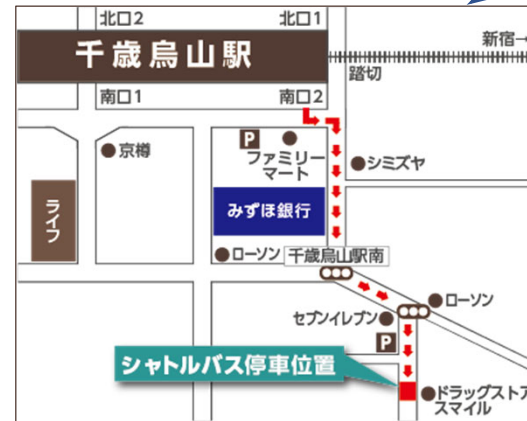 北口2
北口1
千歳烏山駅
新宿→
踏切
南口1
南口2
京樽
P
ファミリー
マート
シミズヤ
ライフ
みずほ銀行
ローソン
千歳烏山駅南
ローソン
セブンイレブン
P
シャトルバス停車位置
ドラッグストア
スマイル